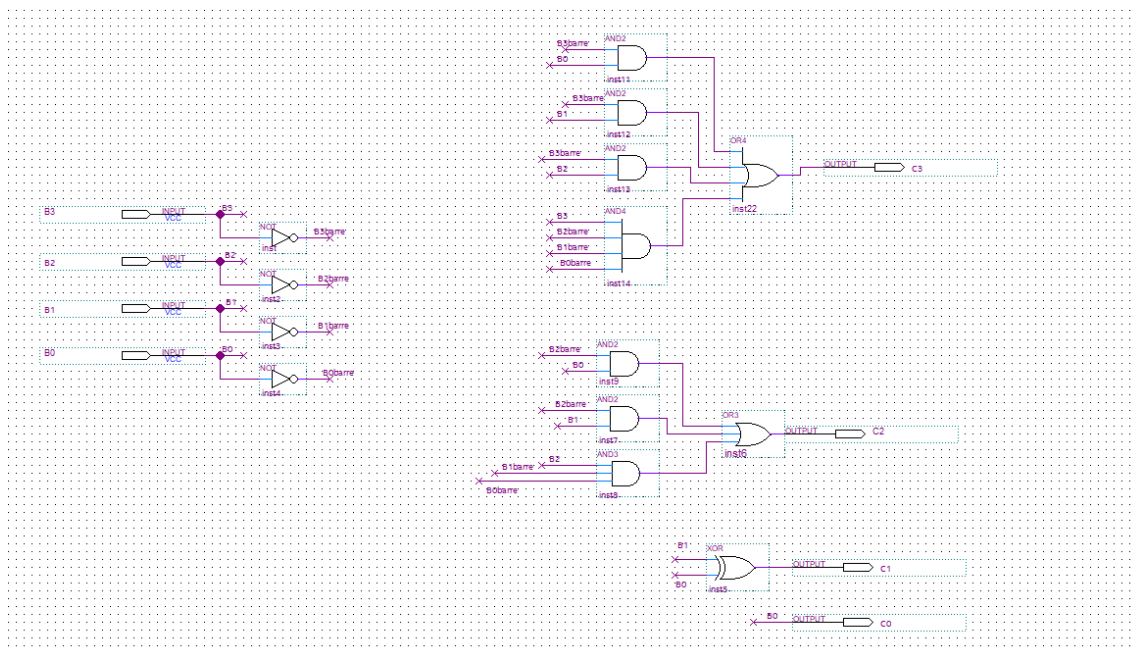 B3
INPUT
VCC
B3
NOT
B3barre
inst
B2
INPUT
VCC
B2
NOT
B2barre
inst2
B1
INPUT
VCC
B1
NOT
B1barre
inst3
B0
INPUT
VCC
B0
NOT
B0barre
inst4
AND2
B3barre
B0
inst11
AND2
B3barre
B1
inst12
AND2
B3barre
B2
inst13
AND4
B3
B2barre
B1barre
B0barre
inst14
OR4
inst22
OUTPUT
C3
AND2
B2barre
B0
inst9
AND2
B2barre
B1
inst7
AND3
B2
B1barre
B0barre
inst8
OR3
inst6
OUTPUT
C2
B1
XOR
B0
inst5
OUTPUT
C1
B0
OUTPUT
C0